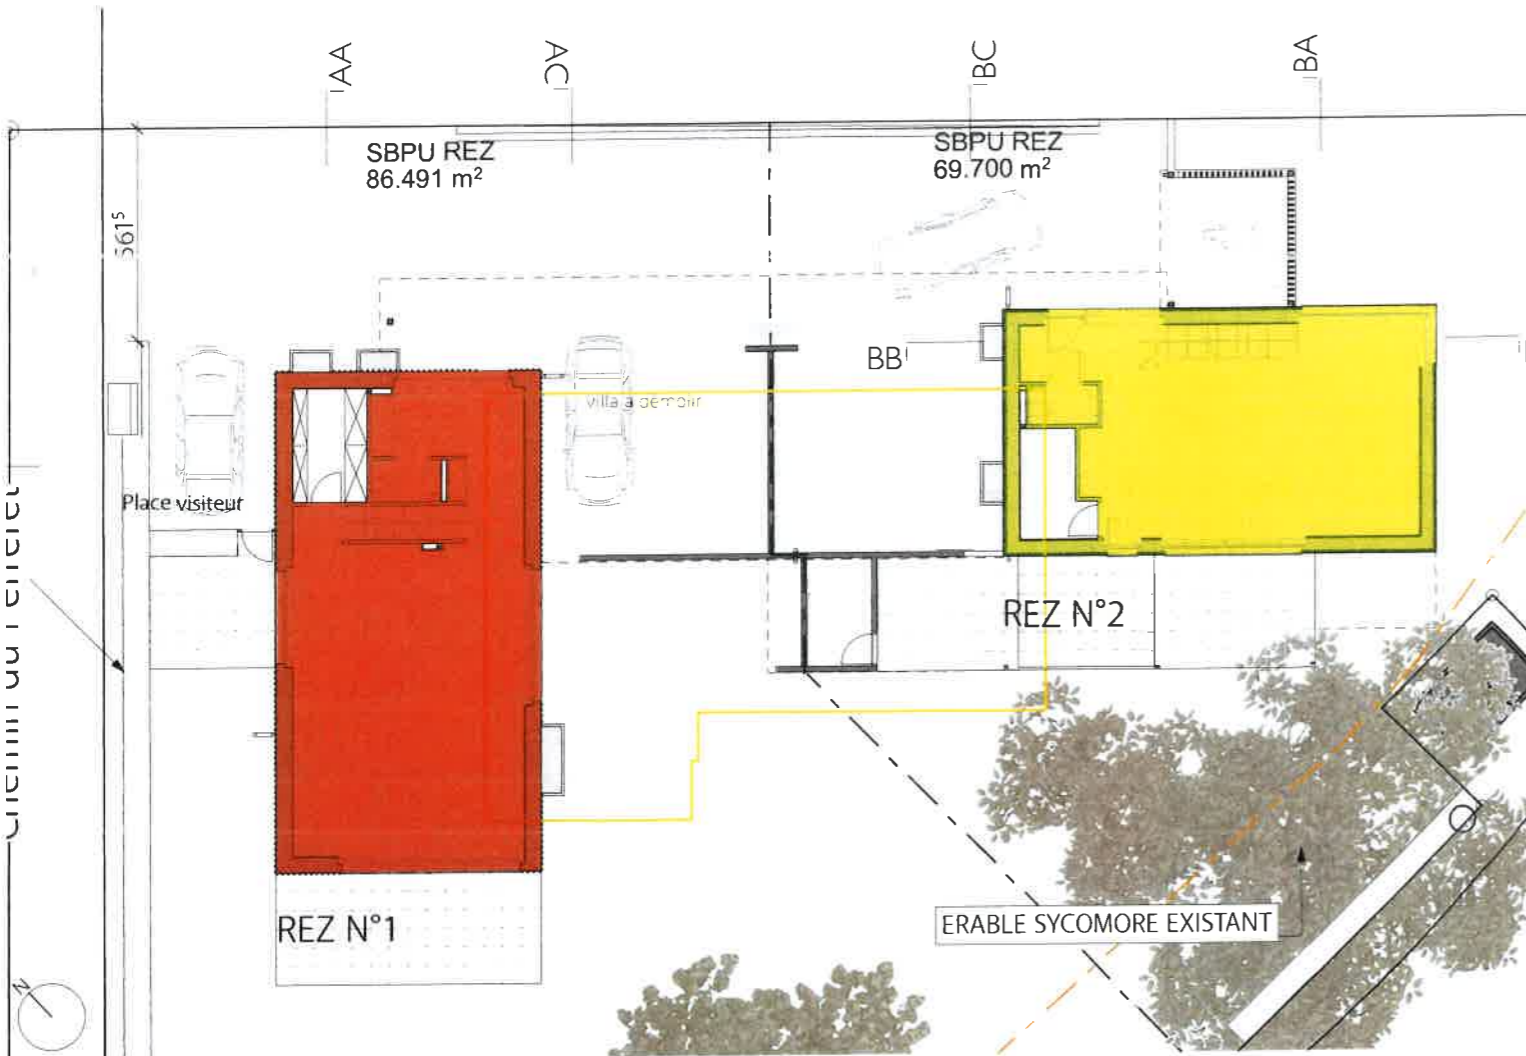 AA
AC
BC
BA
SBPU REZ
86.491 m²
SBPU REZ
69.700 m²
561⁵
BB
villa à démolir
Place visiteur
REZ N°2
REZ N°1
ERABLE SYCOMORE EXISTANT
N